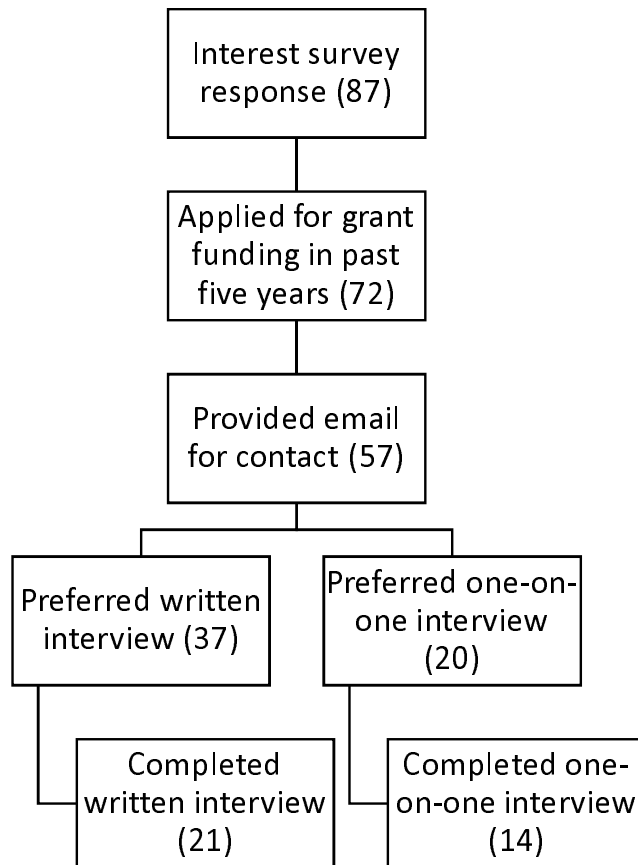 Interest survey
response (87)
Applied for grant
funding in past
five years (72)
Provided email
for contact (57)
Preferred written
interview (37)
Preferred one-on-
one interview
(20)
Completed
written interview
(21)
Completed one-
on-one interview
(14)